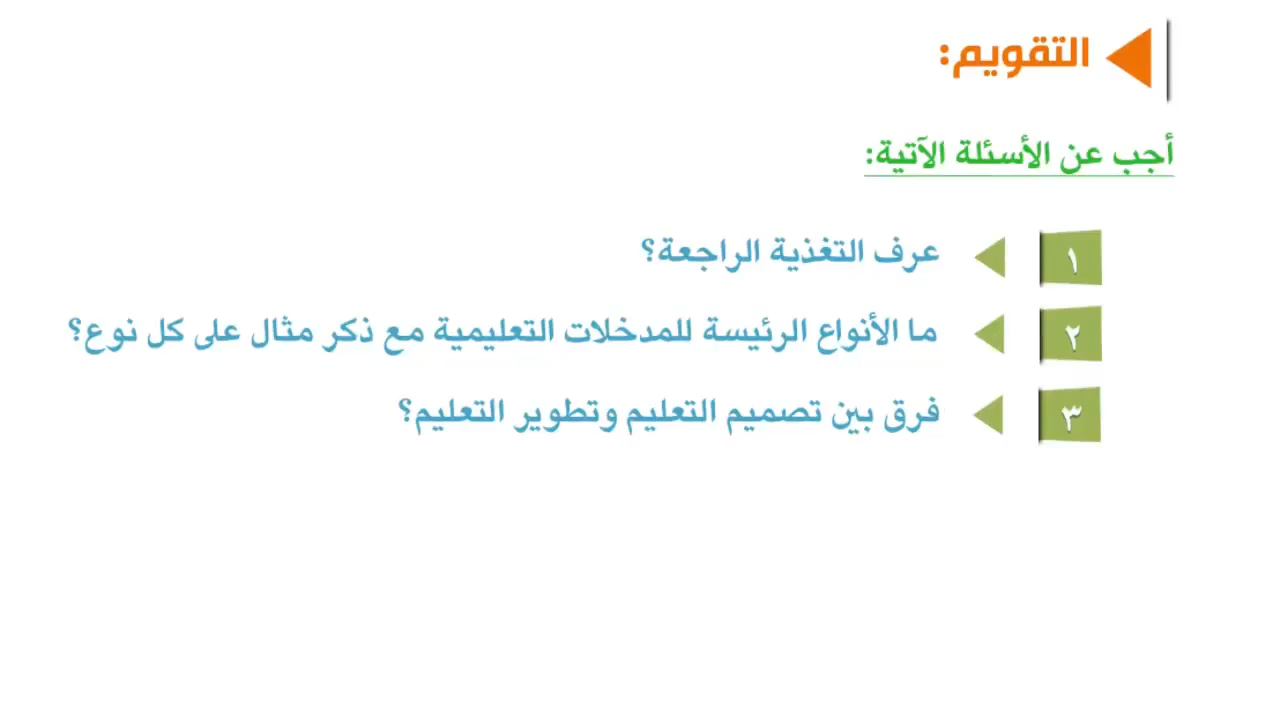 التقويم:
أجب عن الأسئلة الآتية:
١ عرف التغذية الراجعة؟
٢ ما الأنواع الرئيسة للمدخلات التعليمية مع ذكر مثال على كل نوع؟
٣ فرق بين تصميم التعليم وتطوير التعليم؟